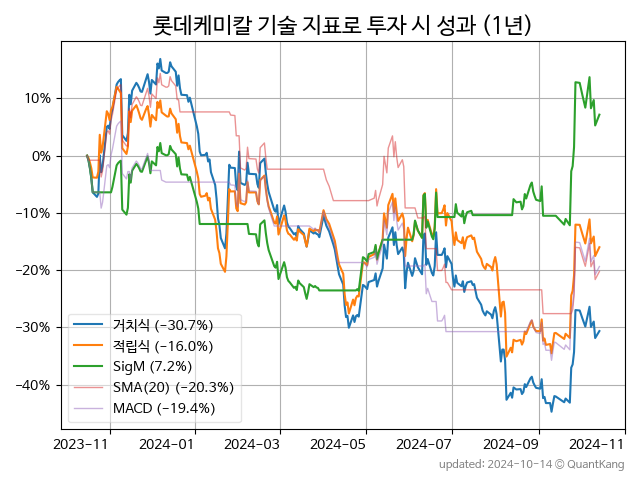 롯데케미칼 기술 지표로 투자 시 성과 (1년)
10%
0%
−10%
−20%
−30%
−40%
거치식 (−30.7%)
적립식 (−16.0%)
SigM (7.2%)
SMA(20) (−20.3%)
MACD (−19.4%)
2023−11 2024−01 2024−03 2024−05 2024−07 2024−09 2024−11
updated: 2024-10-14 © QuantKang